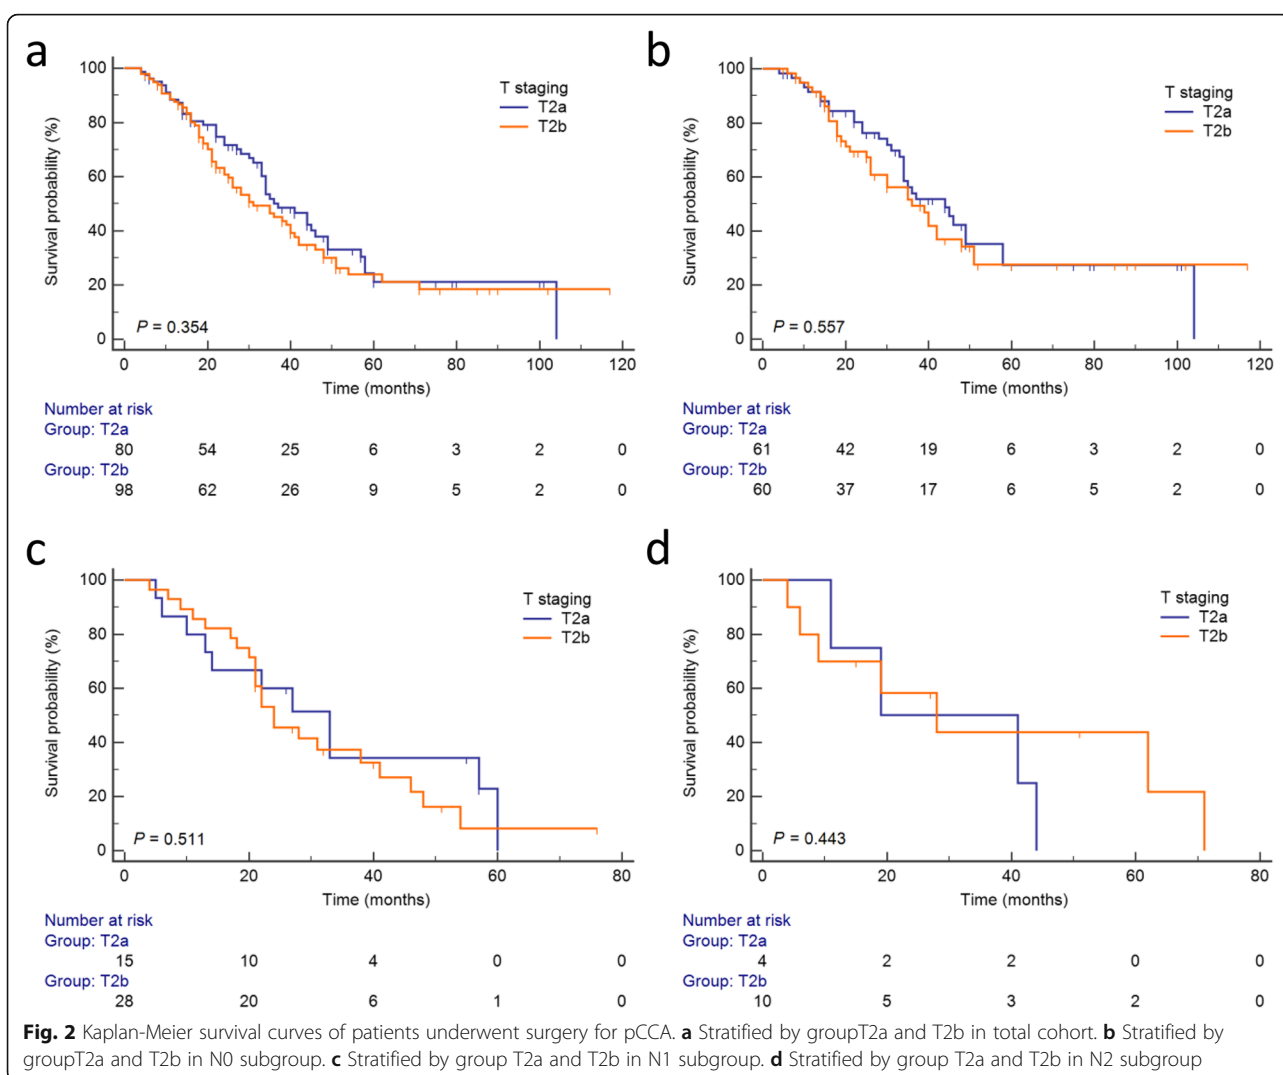 a
100
80
60
40
20
0
Survival probability (%)
T staging
T2a
T2b
P = 0.354
0 20 40 60 80 100 120
Time (months)
Number at risk
Group: T2a
80 54 25 6 3 2 0
Group: T2b
98 62 26 9 5 2 0
b
100
80
60
40
20
0
Survival probability (%)
T staging
T2a
T2b
P = 0.557
0 20 40 60 80 100 120
Time (months)
Number at risk
Group: T2a
61 42 19 6 3 2 0
Group: T2b
60 37 17 6 5 2 0
c
100
80
60
40
20
0
Survival probability (%)
T staging
T2a
T2b
P = 0.511
0 20 40 60 80
Time (months)
Number at risk
Group: T2a
15 10 4 0 0
Group: T2b
28 20 6 1 0
d
100
80
60
40
20
0
Survival probability (%)
T staging
T2a
T2b
P = 0.443
0 20 40 60 80
Time (months)
Number at risk
Group: T2a
4 2 2 0 0
Group: T2b
10 5 3 2 0
Fig. 2 Kaplan-Meier survival curves of patients underwent surgery for pCCA. a Stratified by groupT2a and T2b in total cohort. b Stratified by
groupT2a and T2b in N0 subgroup. c Stratified by group T2a and T2b in N1 subgroup. d Stratified by group T2a and T2b in N2 subgroup